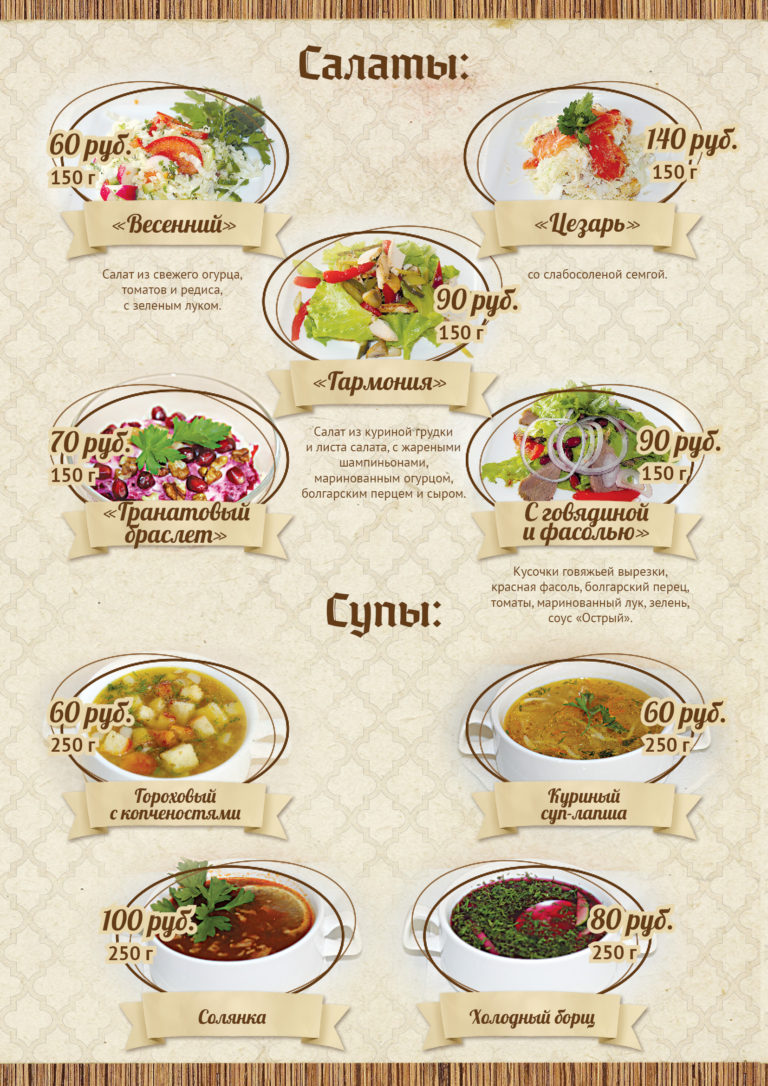 Салаты:
60 руб.
150 г
«Весенний»
Салат из свежего огурца,
томатов и редиса,
с зеленым луком.
140 руб.
150 г
«Цезарь»
со слабосоленой семгой.
90 руб.
150 г
«Гармония»
Салат из куриной грудки
и листа салата, с жареными
шампиньонами,
маринованным огурцом,
болгарским перцем и сыром.
70 руб.
150 г
«Гранатовый
браслет»
90 руб.
150 г
С говядиной
и фасолью»
Кусочки говяжьей вырезки,
красная фасоль, болгарский перец,
томаты, маринованный лук, зелень,
соус «Острый».
Супы:
60 руб.
250 г
Гороховый
с копченостями
60 руб.
250 г
Куриный
суп-лапша
100 руб.
250 г
Солянка
80 руб.
250 г
Холодный борщ